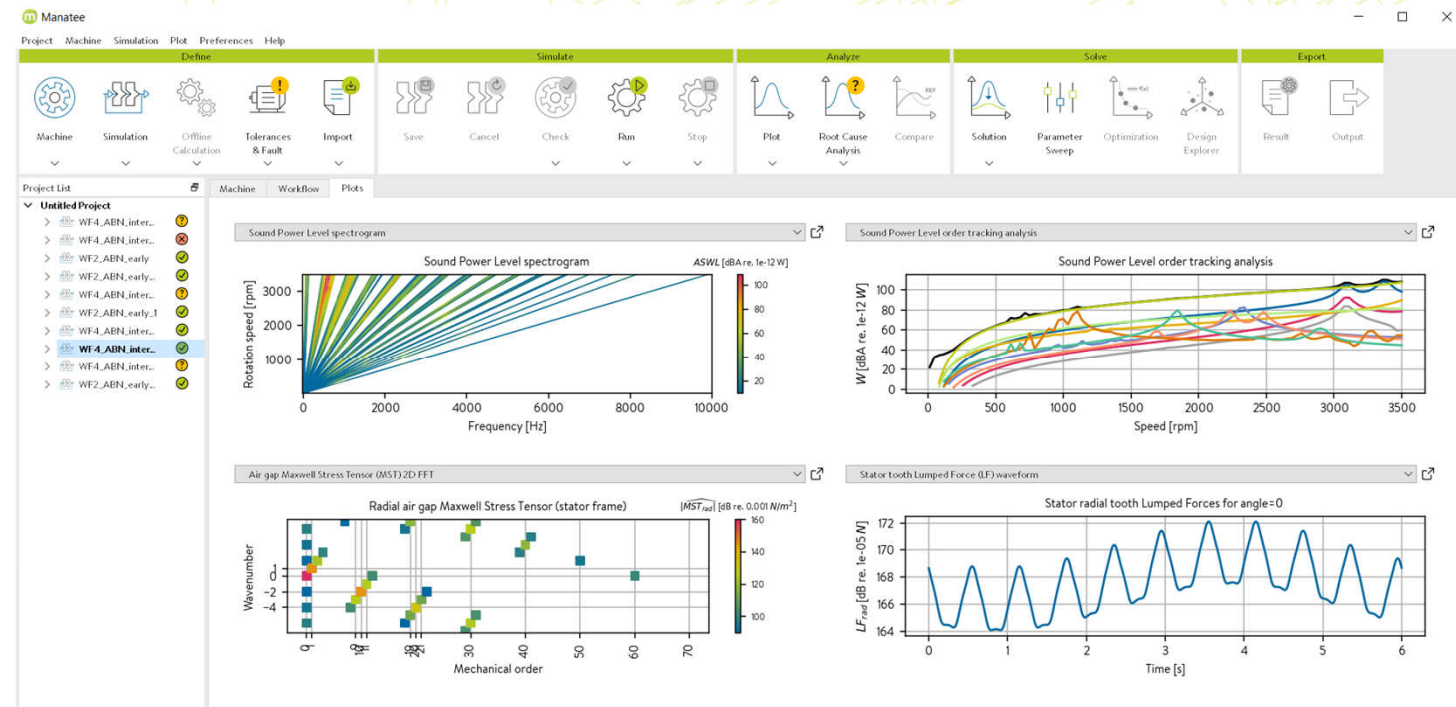 Manatee
Project Machine Simulation Plot Preferences Help
Define Simulate Analyze Solve Export
Machine Simulation Offline Calculation Tolerances & Fault Import Save Cancel Check Run Stop Plot Root Cause Analysis Compare Solution Parameter Sweep Optimization Design Explorer Result Output
REF
min f(x)
Project List
Machine Workflow Plots
Untitled Project
WF4_ABN_inter...
WF4_ABN_inter...
WF2_ABN_early
WF2_ABN_early...
WF4_ABN_inter...
WF2_ABN_early_1
WF4_ABN_inter...
WF4_ABN_inter...
WF4_ABN_inter...
WF2_ABN_early...
Sound Power Level spectrogram
Sound Power Level spectrogram
ASWL [dBA re. 1e-12 W]
Rotation speed [rpm]
3000
2000
1000
0 2000 4000 6000 8000 10000
Frequency [Hz]
100
80
60
40
20
Sound Power Level order tracking analysis
Sound Power Level order tracking analysis
W [dBA re. 1e-12 W]
100
80
60
40
20
0
0 500 1000 1500 2000 2500 3000 3500
Speed [rpm]
Air gap Maxwell Stress Tensor (MST) 2D FFT
Radial air gap Maxwell Stress Tensor (stator frame)
|MST_rad| [dB re. 0.001 N/m²]
Wavenumber
1
0
−2
−4
0 1 30 40 50 60 70
Mechanical order
160
140
120
100
Stator tooth Lumped Force (LF) waveform
Stator radial tooth Lumped Forces for angle=0
LF_rad [dB re. 1e-05 N]
172
170
168
166
164
0 1 2 3 4 5 6
Time [s]